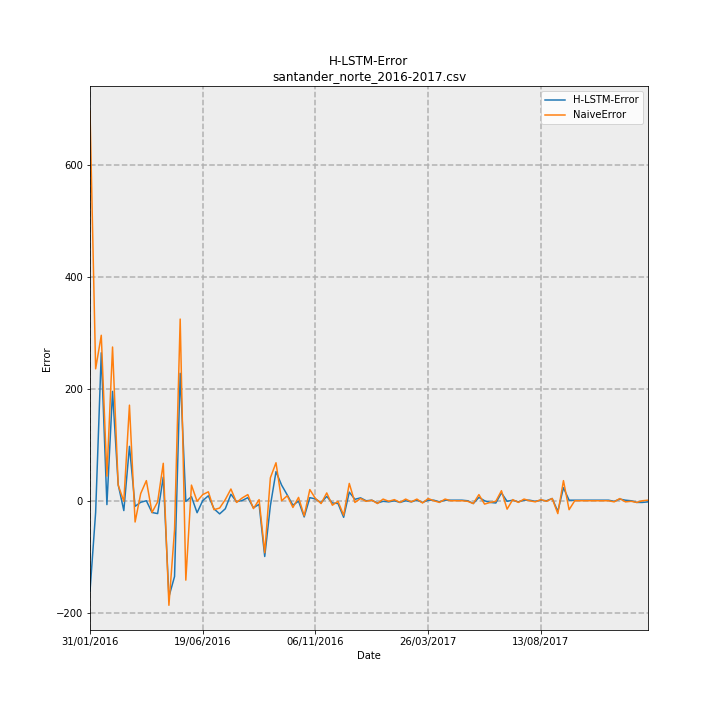 H-LSTM-Error
santander_norte_2016-2017.csv
H-LSTM-Error
NaiveError
600
400
200
0
−200
Error
31/01/2016
19/06/2016
06/11/2016
26/03/2017
13/08/2017
Date